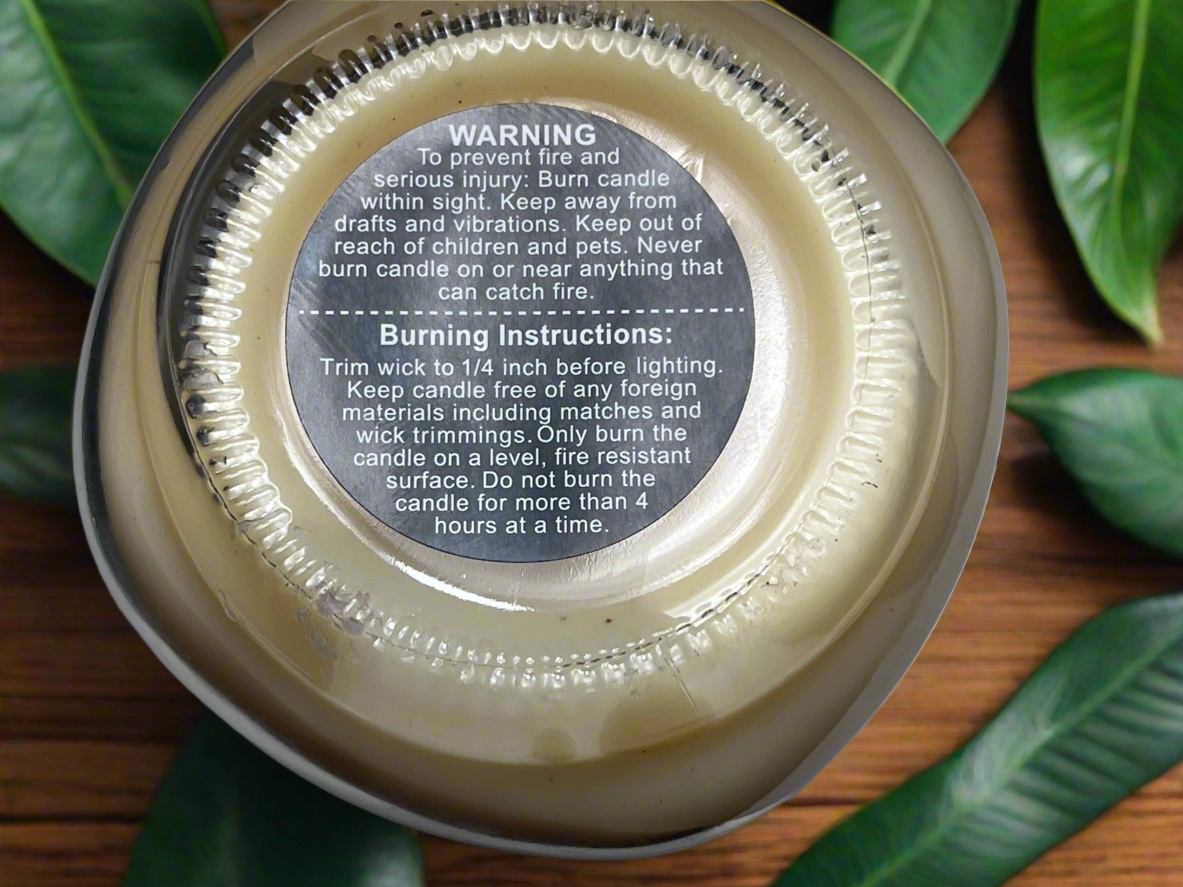 WARNING
To prevent fire and
serious injury: Burn candle
within sight. Keep away from
drafts and vibrations. Keep out of
reach of children and pets. Never
burn candle on or near anything that
can catch fire.
Burning Instructions:
Trim wick to 1/4 inch before lighting.
Keep candle free of any foreign
materials including matches and
wick trimmings. Only burn the
candle on a level, fire resistant
surface. Do not burn the
candle for more than 4
hours at a time.